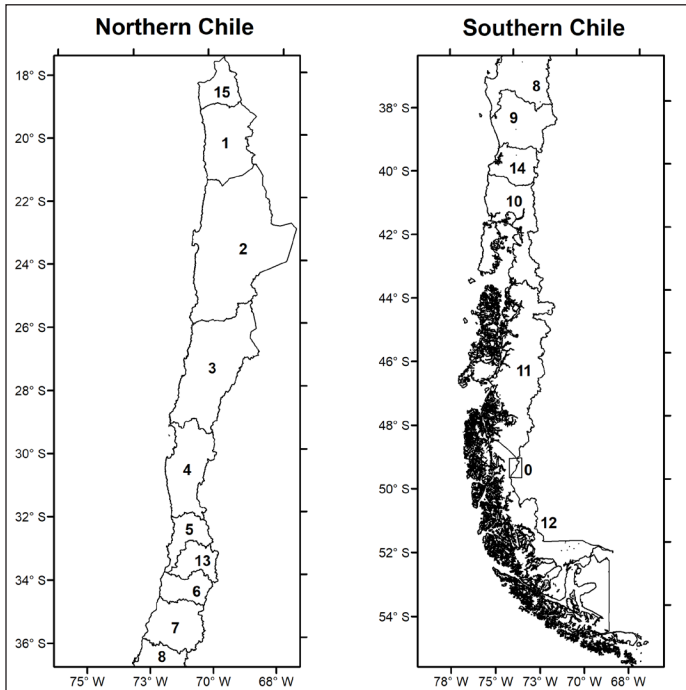 Northern Chile
18° S
20° S
22° S
24° S
26° S
28° S
30° S
32° S
34° S
36° S
15
1
2
3
4
5
13
6
7
8
75° W
73° W
70° W
68° W
Southern Chile
38° S
40° S
42° S
44° S
46° S
48° S
50° S
52° S
54° S
8
9
14
10
11
0
12
78° W
75° W
73° W
70° W
68° W